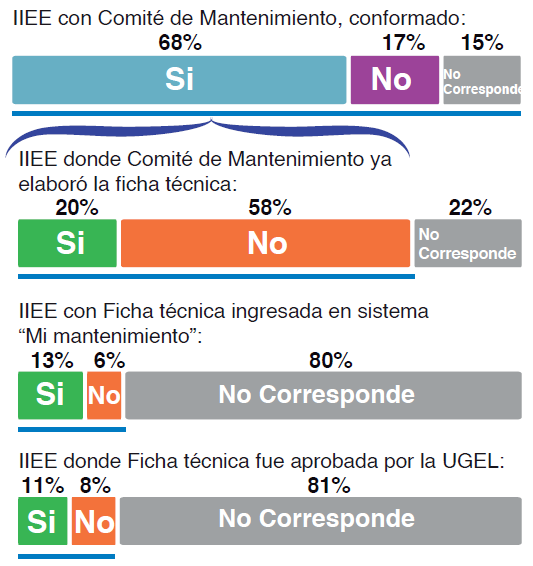 IIEE con Comité de Mantenimiento, conformado:
68% 17% 15%
Si No No
Corresponde
IIEE donde Comité de Mantenimiento ya
elaboró la ficha técnica:
20% 58% 22%
Si No No
Corresponde
IIEE con Ficha técnica ingresada en sistema
“Mi mantenimiento”:
13% 6% 80%
Si No No Corresponde
IIEE donde Ficha técnica fue aprobada por la UGEL:
11% 8% 81%
Si No No Corresponde